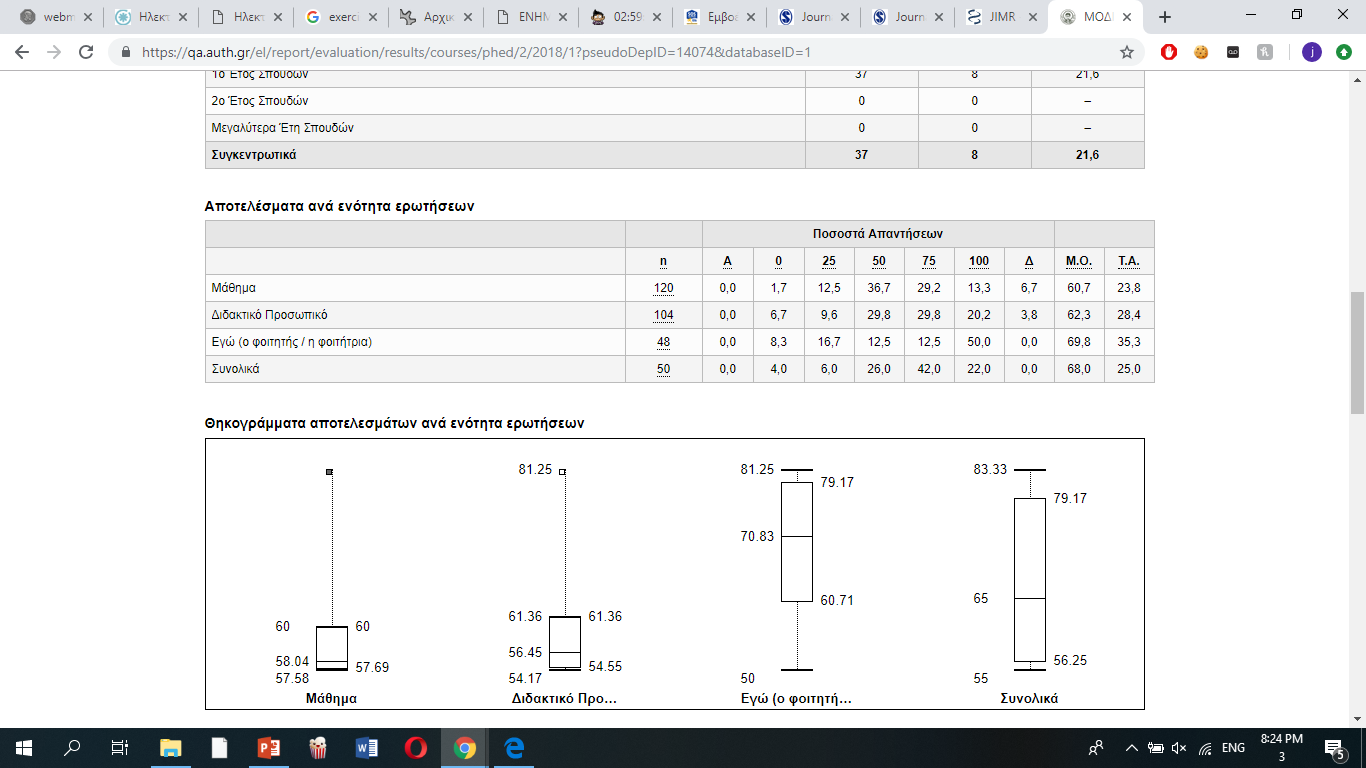 webm
Ηλεκτ
Ηλεκτ
exerci
Αρχικ
ΕΝΗΜ
02:59
Εμβοε
Journ
Journ
JIMR
ΜΟΔΙ
https://qa.auth.gr/el/report/evaluation/results/courses/phed/2/2018/1?pseudoDepID=14074&databaseID=1
j
1ο Έτος Σπουδών 37 8 21,6
2ο Έτος Σπουδών 0 0 –
Μεγαλύτερα Έτη Σπουδών 0 0 –
Συγκεντρωτικά 37 8 21,6
Αποτελέσματα ανά ενότητα ερωτήσεων
Ποσοστά Απαντήσεων
n Α 0 25 50 75 100 Δ Μ.Ο. Τ.Α.
Μάθημα 120 0,0 1,7 12,5 36,7 29,2 13,3 6,7 60,7 23,8
Διδακτικό Προσωπικό 104 0,0 6,7 9,6 29,8 29,8 20,2 3,8 62,3 28,4
Εγώ (ο φοιτητής / η φοιτήτρια) 48 0,0 8,3 16,7 12,5 12,5 50,0 0,0 69,8 35,3
Συνολικά 50 0,0 4,0 6,0 26,0 42,0 22,0 0,0 68,0 25,0
Θηκογράμματα αποτελεσμάτων ανά ενότητα ερωτήσεων
60 60
58.04 57.69
57.58
Μάθημα
81.25
61.36 61.36
56.45
54.55
54.17
Διδακτικό Προ...
81.25
79.17
70.83
60.71
50
Εγώ (ο φοιτητή...
83.33
79.17
65
56.25
55
Συνολικά
ENG
8:24 PM
3
5